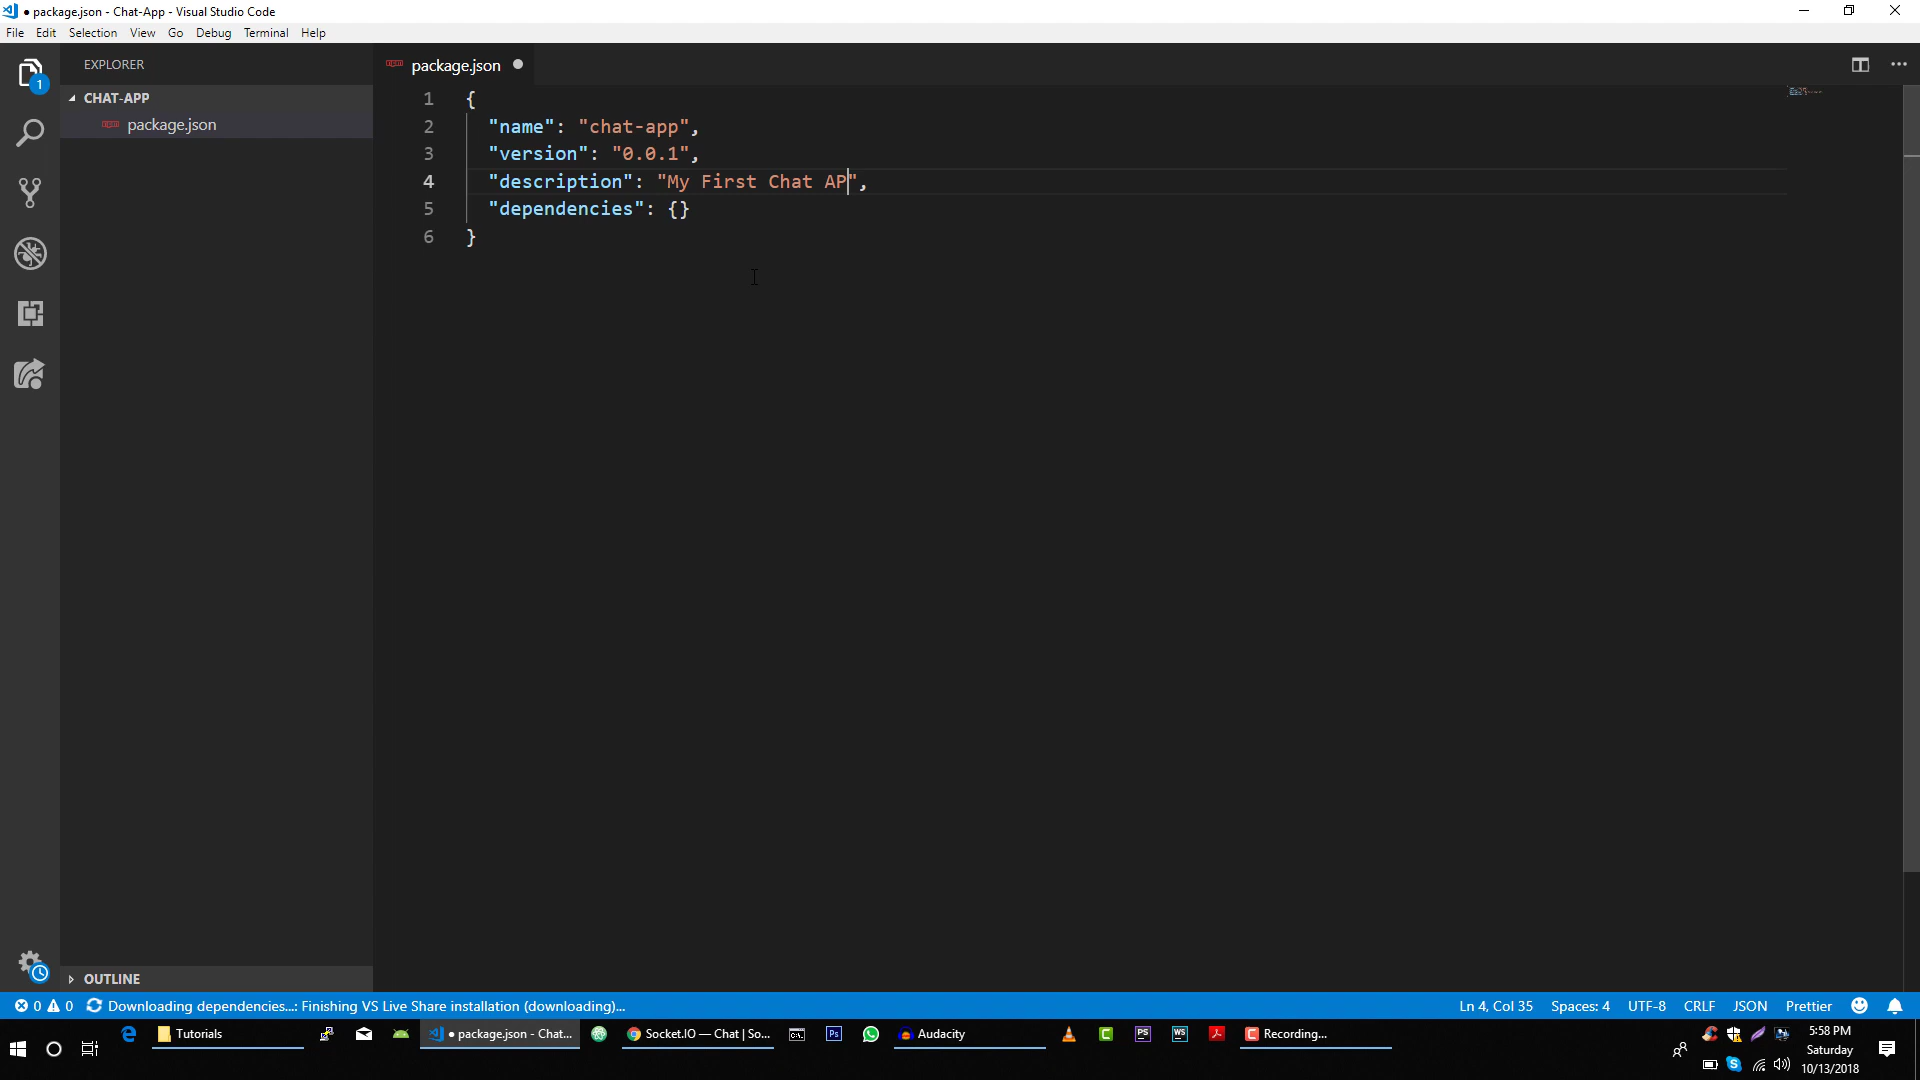 ● package.json - Chat-App - Visual Studio Code
File Edit Selection View Go Debug Terminal Help
EXPLORER
package.json ●
1
CHAT-APP
package.json
1 {
2 "name": "chat-app",
3 "version": "0.0.1",
4 "description": "My First Chat AP",
5 "dependencies": {}
6 }
OUTLINE
0 0 Downloading dependencies...: Finishing VS Live Share installation (downloading)...
Ln 4, Col 35 Spaces: 4 UTF-8 CRLF JSON Prettier
Tutorials
● package.json - Chat...
Socket.IO — Chat | So...
Ps
Audacity
C
PS
WS
Recording...
5:58 PM
Saturday
10/13/2018